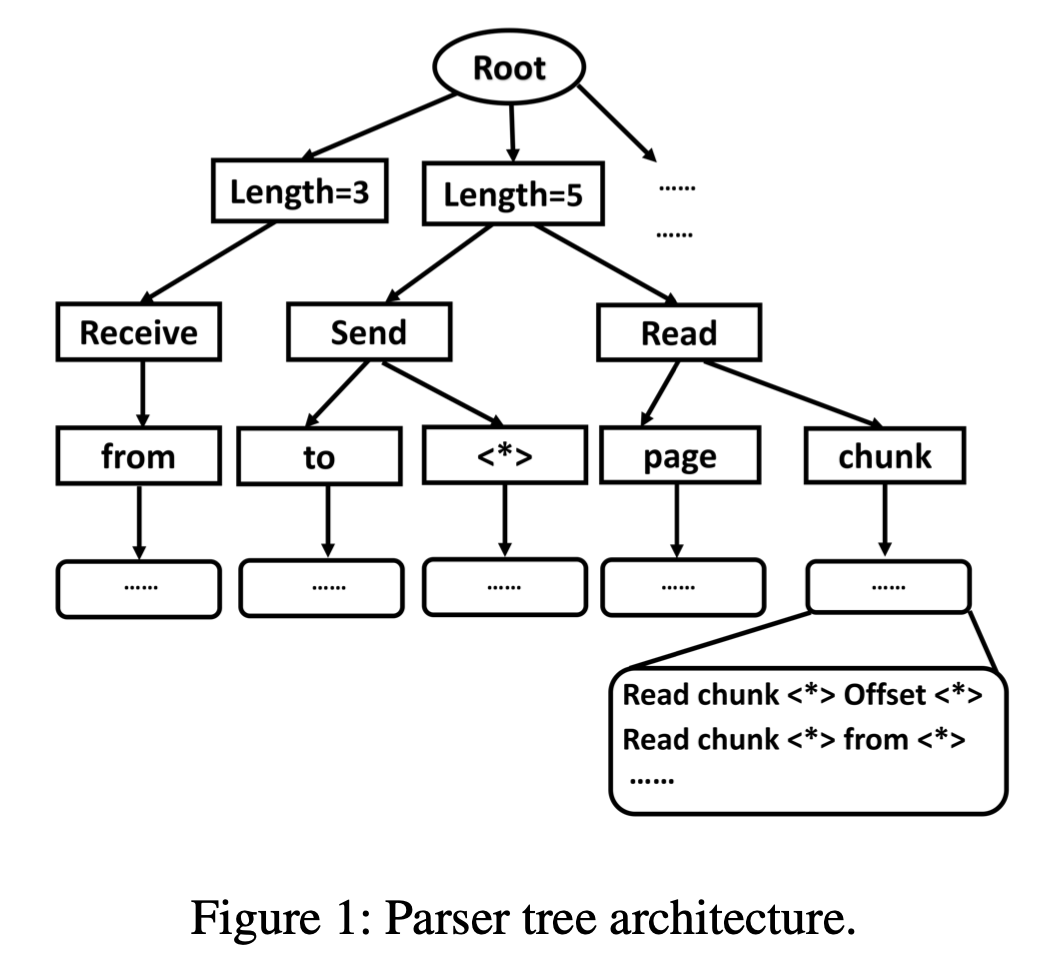 Root
Length=3
Length=5
......
......
Receive
Send
Read
from
to
<*>
page
chunk
......
......
......
......
......
Read chunk <*> Offset <*>
Read chunk <*> from <*>
......
Figure 1: Parser tree architecture.